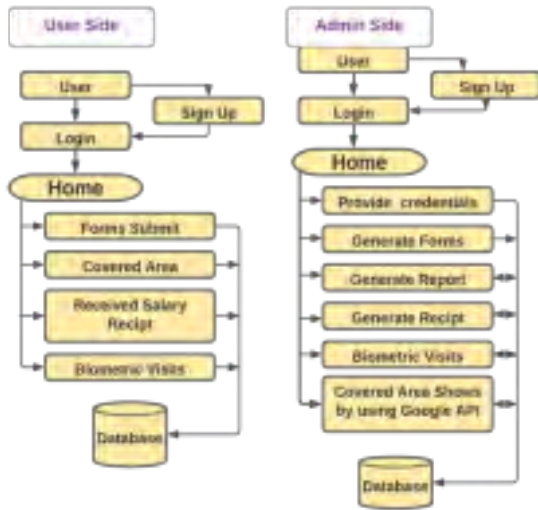 User Side
User
Sign Up
Login
Home
Forms Submit
Covered Area
Received Salary
Recipt
Biometric Visits
Database
Admin Side
User
Sign Up
Login
Home
Provide credentials
Generate Forms
Generate Report
Generate Recipt
Biometric Visits
Covered Area Shows
by using Google API
Database